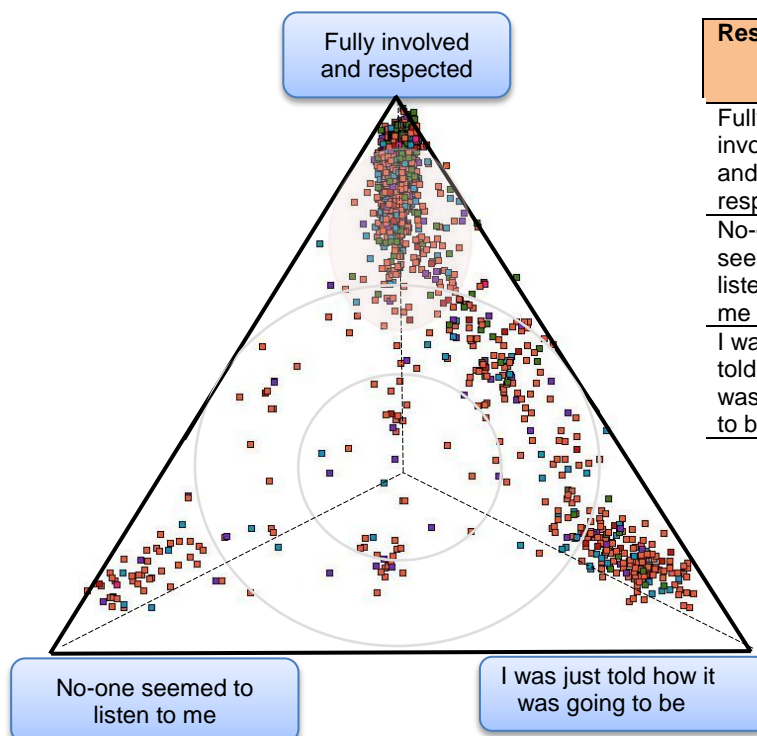 Fully involved
and respected
No-one seemed to
listen to me
I was just told how it
was going to be
Res
Fully
invo
and
resp
No-
seem
liste
me
I wa
told
was
to b